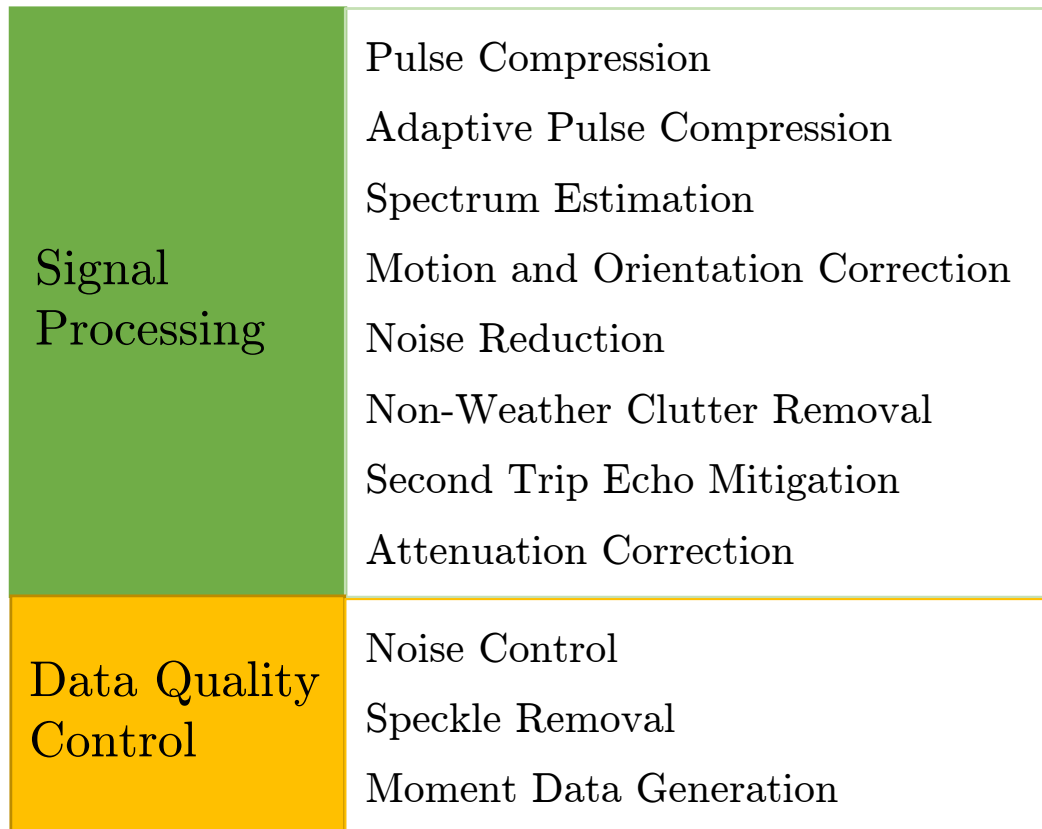 Signal
Processing
Pulse Compression
Adaptive Pulse Compression
Spectrum Estimation
Motion and Orientation Correction
Noise Reduction
Non-Weather Clutter Removal
Second Trip Echo Mitigation
Attenuation Correction
Data Quality
Control
Noise Control
Speckle Removal
Moment Data Generation